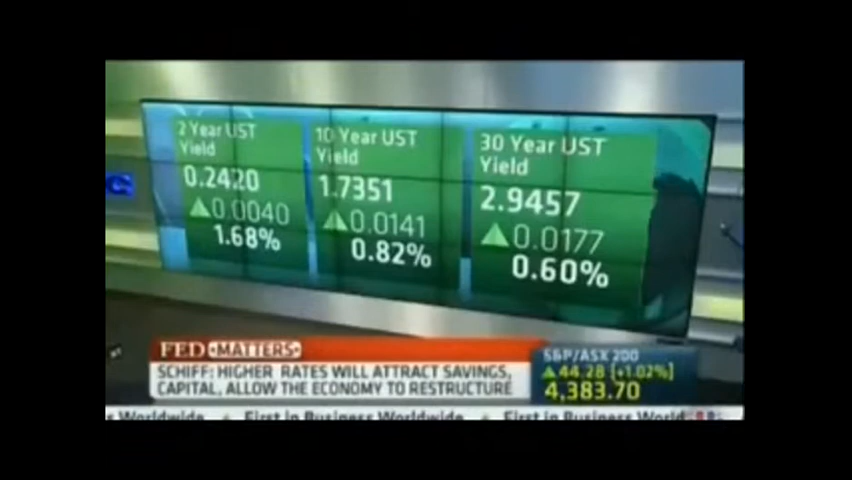 2 Year UST
Yield
0.2420
▲0.0040
1.68%
10 Year UST
Yield
1.7351
▲0.0141
0.82%
30 Year UST
Yield
2.9457
▲0.0177
0.60%
FED MATTERS
SCHIFF: HIGHER RATES WILL ATTRACT SAVINGS,
CAPITAL, ALLOW THE ECONOMY TO RESTRUCTURE
S&P/ASX 200
▲44.28 [+1.02%]
4,383.70
s Worldwide First in Business Worldwide First in Business World